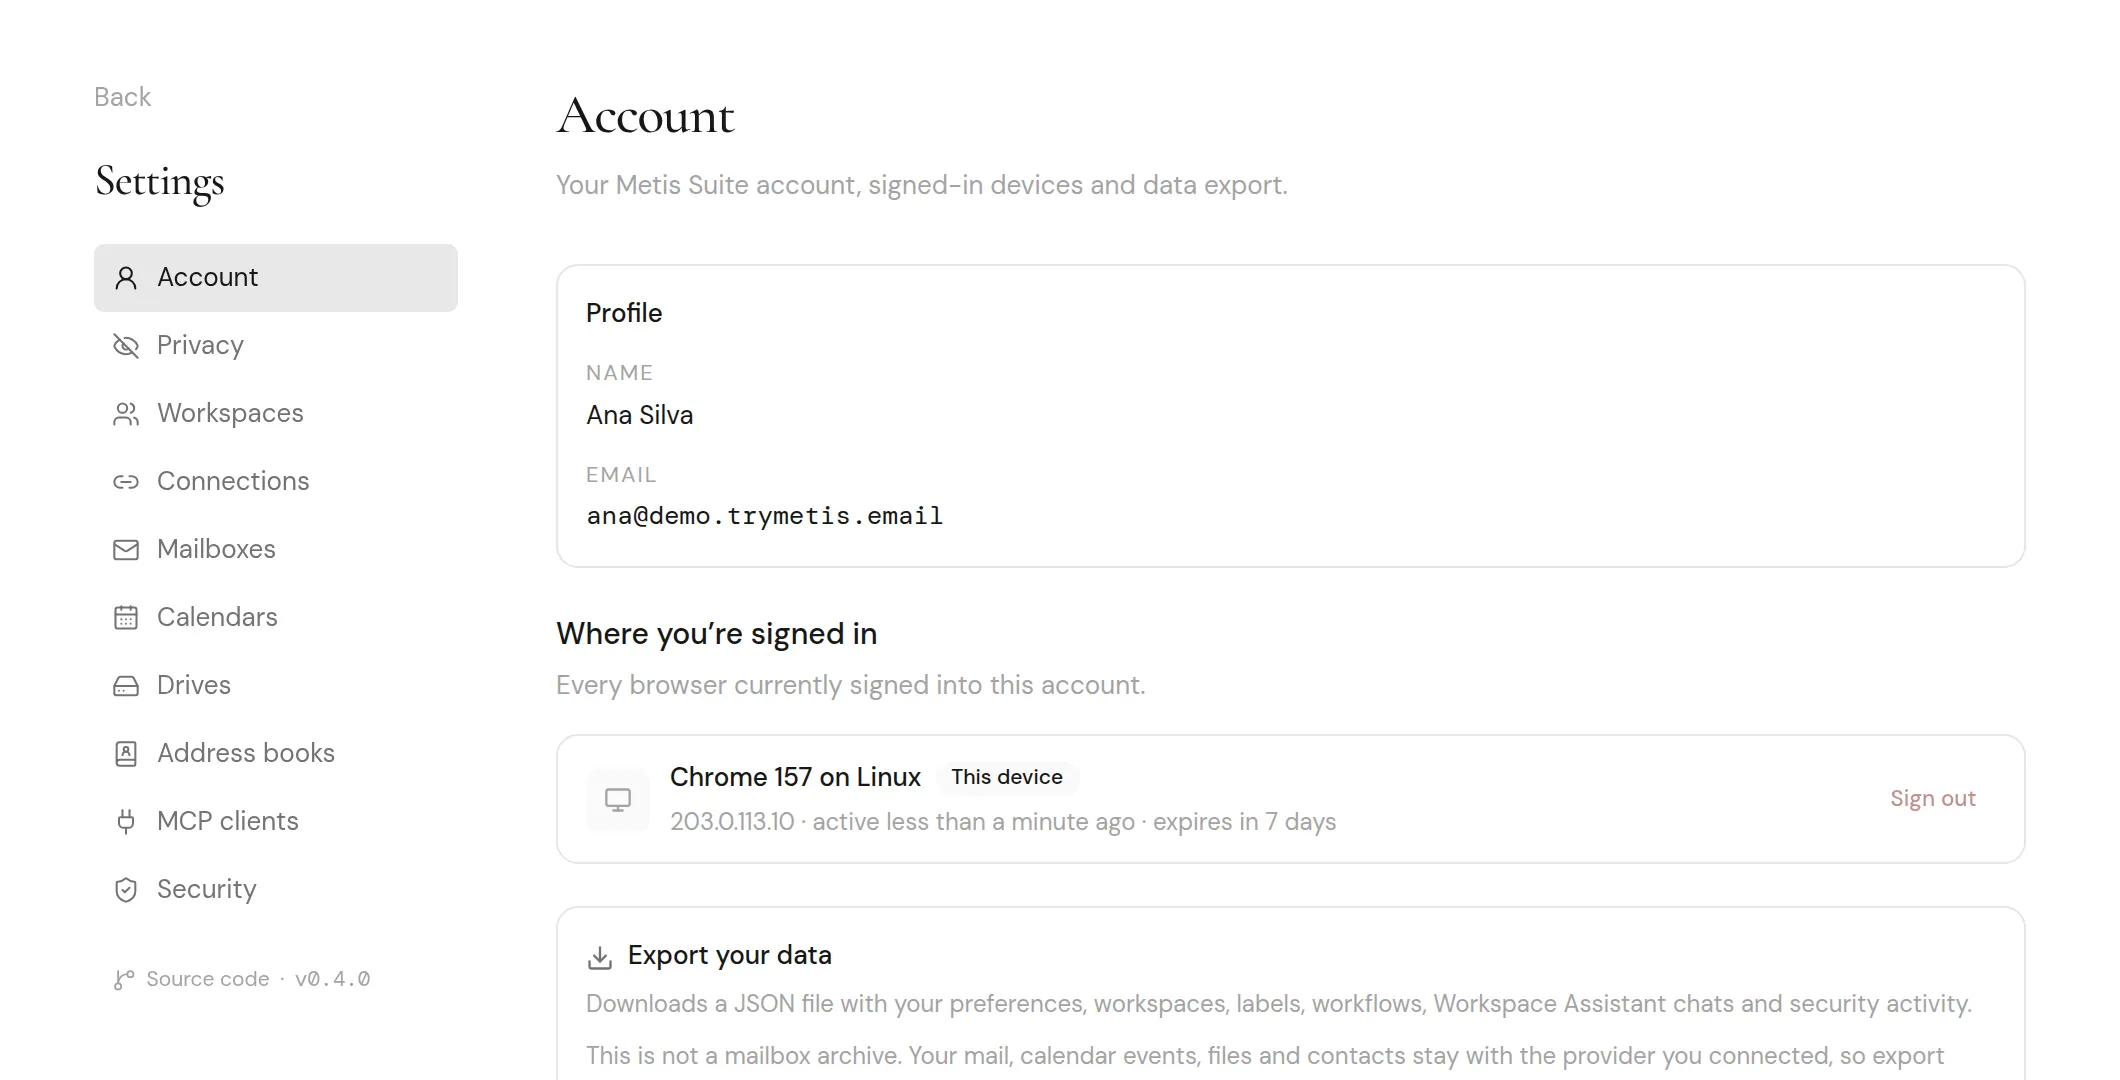 Back
Settings
Account
Privacy
Workspaces
Connections
Mailboxes
Calendars
Drives
Address books
MCP clients
Security
Source code · v0.4.0
Account
Your Metis Suite account, signed-in devices and data export.
Profile
NAME
Ana Silva
EMAIL
ana@demo.trymetis.email
Where you’re signed in
Every browser currently signed into this account.
Chrome 157 on Linux This device
203.0.113.10 · active less than a minute ago · expires in 7 days
Sign out
Export your data
Downloads a JSON file with your preferences, workspaces, labels, workflows, Workspace Assistant chats and security activity.
This is not a mailbox archive. Your mail, calendar events, files and contacts stay with the provider you connected, so export